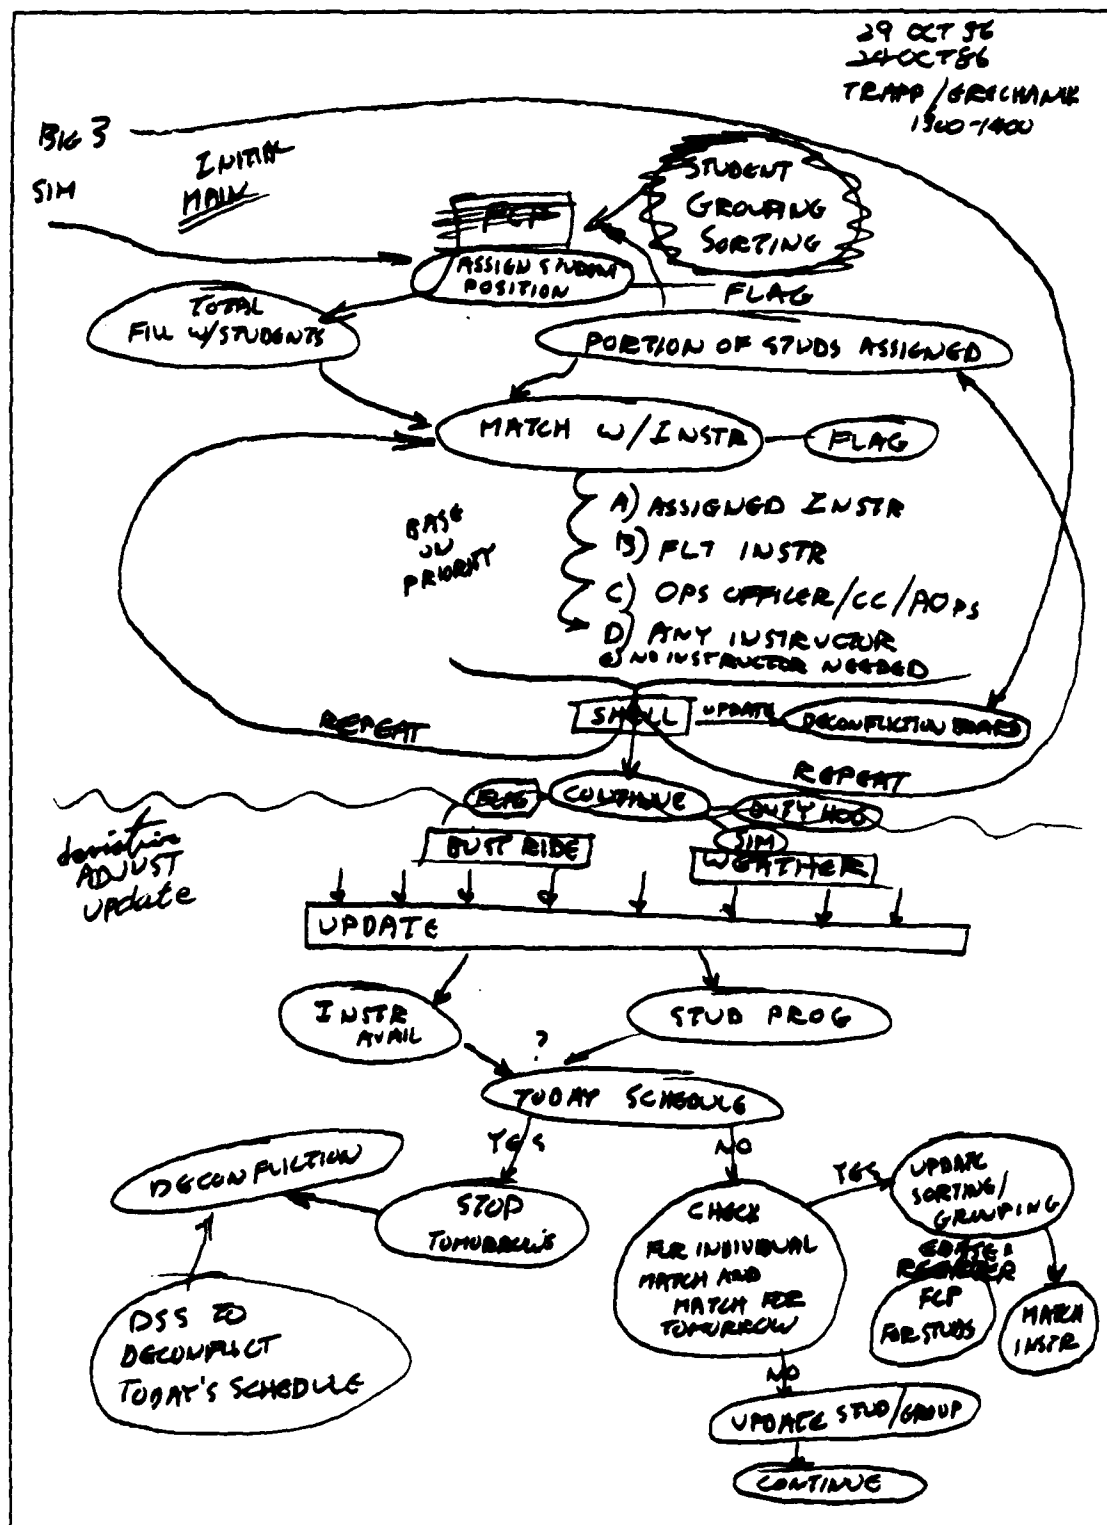 29 OCT 86
24 OCT 86
TRAPP/GRECHANIK
1300-1400
BIG 3
SIM
INITIAL
MAIN
FCP
STUDENT
GROUPING
SORTING
ASSIGN STUDENT
POSITION
FLAG
TOTAL
FILL W/STUDENTS
PORTION OF STUDS ASSIGNED
MATCH W/INSTR
FLAG
BASE
ON
PRIORITY
A) ASSIGNED INSTR
B) FLT INSTR
C) OPS OFFICER/CC/AOPS
D) ANY INSTRUCTOR
E) NO INSTRUCTOR NEEDED
SHELL
UPDATE
DECONFLICTION BOARD
REPEAT
REPEAT
FLAG
CONTINUE
DUTY HOG
SIM
BUST RIDE
WEATHER
deviation
ADJUST
update
UPDATE
INSTR
AVAIL
STUD PROG
?
TODAY SCHEDULE
YES
NO
DECONFLICTION
STOP
TOMORROW'S
CHECK
FOR INDIVIDUAL
MATCH AND
MATCH FOR
TOMORROW
YES
UPDATE
SORTING/
GROUPING
FCP
FOR STUDS
MATCH
INSTR
DSS TO
DECONFLICT
TODAY'S SCHEDULE
NO
UPDATE STUD/GROUP
CONTINUE